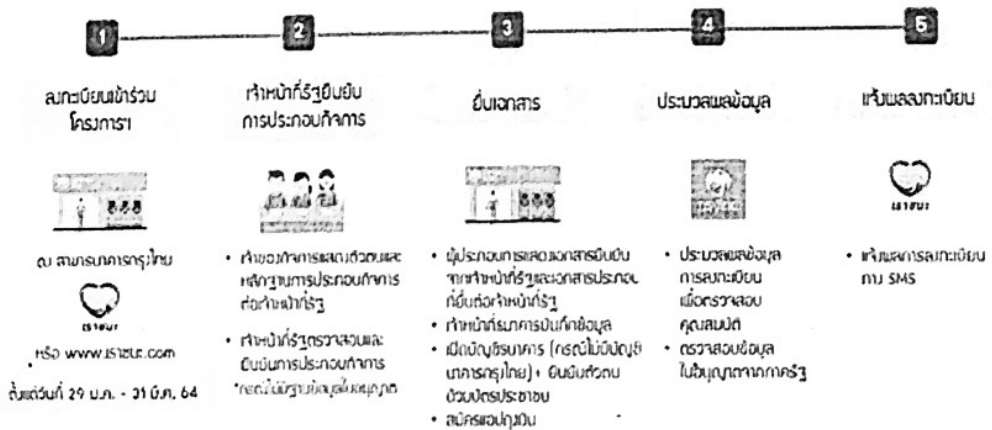 1
ลงทะเบียนเข้าร่วม
โครงการฯ
ณ สาขาธนาคารกรุงไทย
เราชนะ
หรือ www.เราชนะ.com
ตั้งแต่วันที่ 29 ม.ค. - 31 มี.ค. 64
2
เจ้าหน้าที่รัฐยืนยัน
การประกอบกิจการ
• เจ้าของกิจการแสดงตัวตนและ
หลักฐานการประกอบกิจการ
ต่อเจ้าหน้าที่รัฐ
• เจ้าหน้าที่รัฐตรวจสอบและ
ยืนยันการประกอบกิจการ
*กรณีไม่มีฐานข้อมูลใบอนุญาต
3
ยื่นเอกสาร
• ผู้ประกอบการแสดงเอกสารยืนยัน
จากเจ้าหน้าที่รัฐและเอกสารประกอบ
ที่ยื่นต่อเจ้าหน้าที่รัฐ
• เจ้าหน้าที่ธนาคารบันทึกข้อมูล
• เปิดบัญชีธนาคาร (กรณีไม่มีบัญชี
ธนาคารกรุงไทย) + ยืนยันตัวตน
ด้วยบัตรประชาชน
• สมัครแอปถุงเงิน
4
ประมวลผลข้อมูล
• ประมวลผลข้อมูล
การลงทะเบียน
เพื่อตรวจสอบ
คุณสมบัติ
• ตรวจสอบข้อมูล
ใบอนุญาตจากภาครัฐ
5
แจ้งผลลงทะเบียน
เราชนะ
• แจ้งผลการลงทะเบียน
ทาง SMS